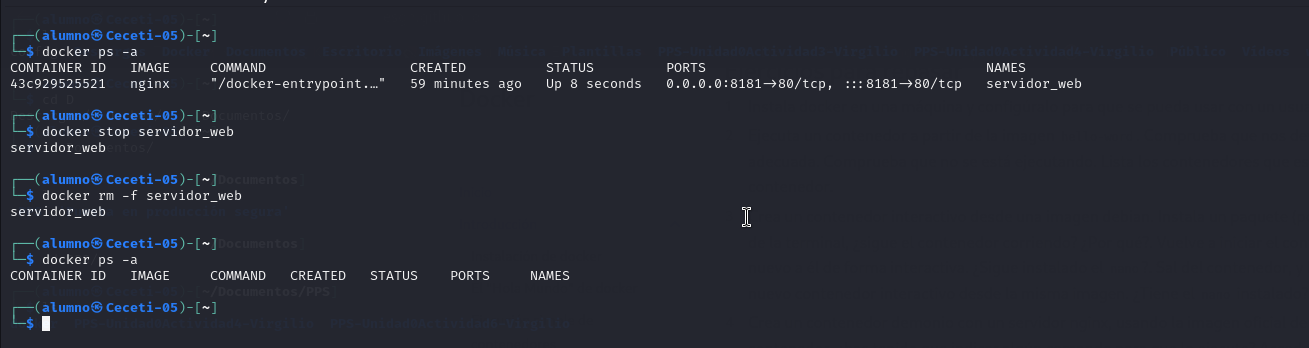 ┌──(alumno㉿Ceceti-05)-[~]
└─$ docker ps -a
CONTAINER ID   IMAGE     COMMAND                  CREATED          STATUS         PORTS                                   NAMES
43c929525521   nginx     "/docker-entrypoint.…"   59 minutes ago   Up 8 seconds   0.0.0.0:8181->80/tcp, :::8181->80/tcp   servidor_web
┌──(alumno㉿Ceceti-05)-[~]
└─$ docker stop servidor_web
servidor_web
┌──(alumno㉿Ceceti-05)-[~]
└─$ docker rm -f servidor_web
servidor_web
┌──(alumno㉿Ceceti-05)-[~]
└─$ docker ps -a
CONTAINER ID   IMAGE     COMMAND   CREATED   STATUS    PORTS     NAMES
┌──(alumno㉿Ceceti-05)-[~]
└─$